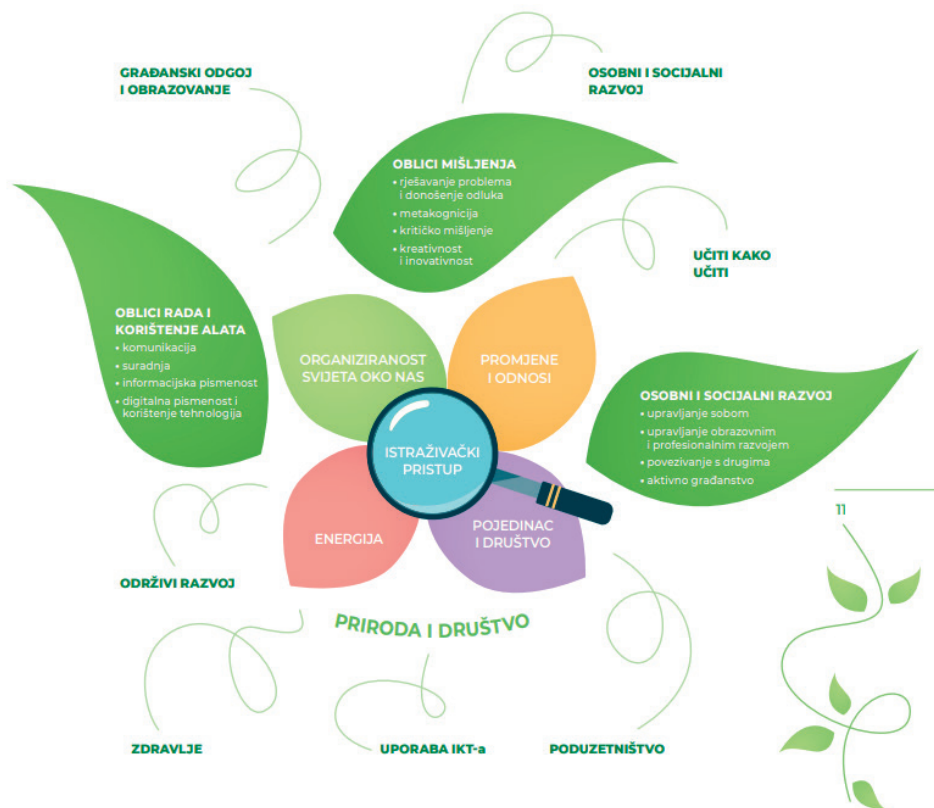 GRAĐANSKI ODGOJ
I OBRAZOVANJE
OSOBNI I SOCIJALNI
RAZVOJ
OBLICI MIŠLJENJA
• rješavanje problema
i donošenje odluka
• metakognicija
• kritičko mišljenje
• kreativnost
i inovativnost
UČITI KAKO
UČITI
OBLICI RADA I
KORIŠTENJE ALATA
• komunikacija
• suradnja
• informacijska pismenost
• digitalna pismenost i
korištenje tehnologija
ORGANIZIRANOST
SVIJETA OKO NAS
PROMJENE
I ODNOSI
OSOBNI I SOCIJALNI RAZVOJ
• upravljanje sobom
• upravljanje obrazovnim
i profesionalnim razvojem
• povezivanje s drugima
• aktivno građanstvo
ISTRAŽIVAČKI
PRISTUP
ENERGIJA
POJEDINAC
I DRUŠTVO
11
ODRŽIVI RAZVOJ
PRIRODA I DRUŠTVO
ZDRAVLJE
UPORABA IKT-a
PODUZETNIŠTVO